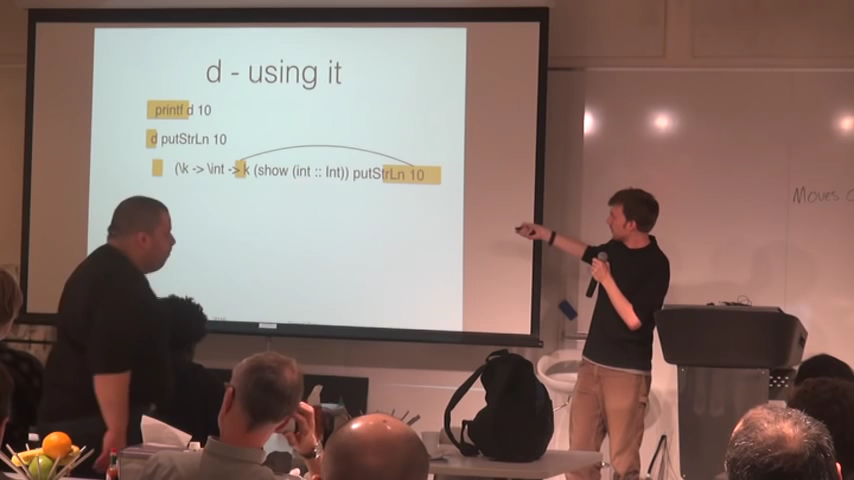 d - using it
printf d 10
d putStrLn 10
(\k -> \int -> k (show (int :: Int)) putStrLn 10
Moves